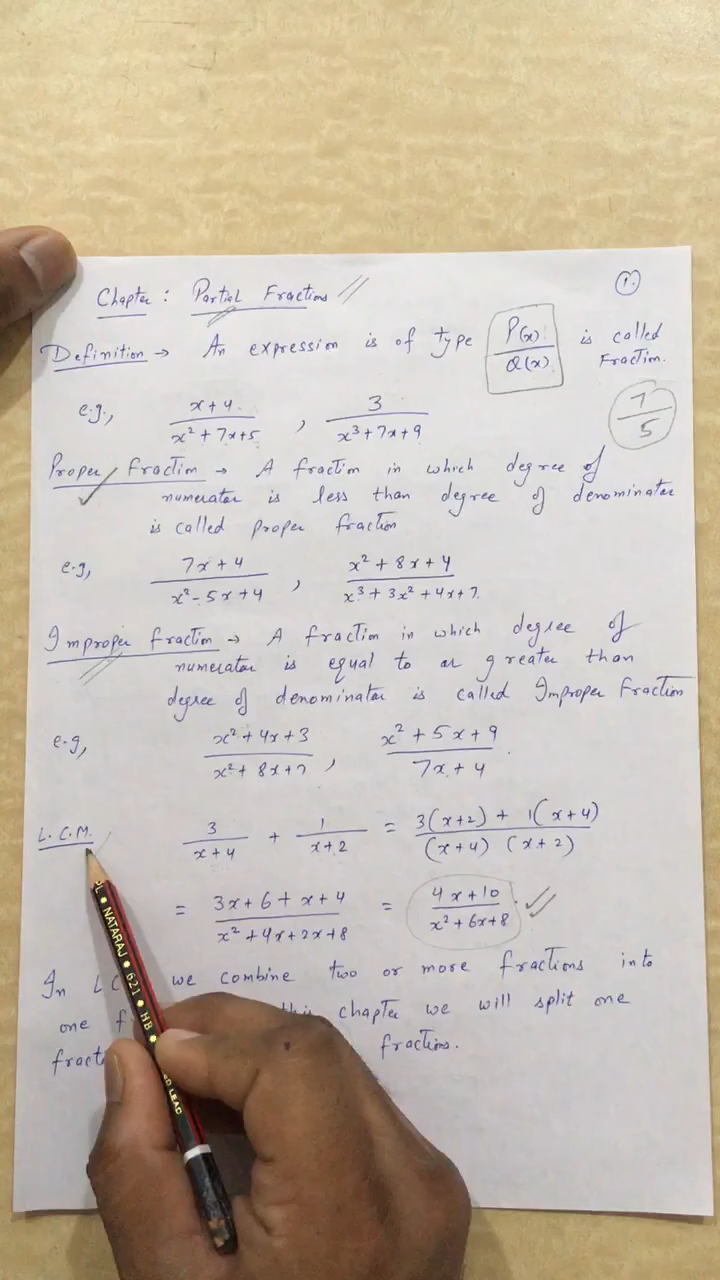 1.
Chapter : Partial Fractions
Definition → An expression is of type P(x)/Q(x) is called Fraction.
e.g., x+4/x²+7x+5 , 3/x³+7x+9
7/5
Proper fraction → A fraction in which degree of
numerator is less than degree of denominator
is called proper fraction
e.g, 7x+4/x²-5x+4 , x²+8x+4/x³+3x²+4x+7.
Improper fraction → A fraction in which degree of
numerator is equal to or greater than
degree of denominator is called Improper Fraction
e.g, x²+4x+3/x²+8x+7 , x²+5x+9/7x+4.
L.C.M. 3/x+4 + 1/x+2 = 3(x+2) + 1(x+4)/(x+4) (x+2)
= 3x+6+x+4/x²+4x+2x+8 = 4x+10/x²+6x+8.
In LC we combine two or more fractions into
one f this chapter we will split one
fract fractions.
NATARAJ 621 HB